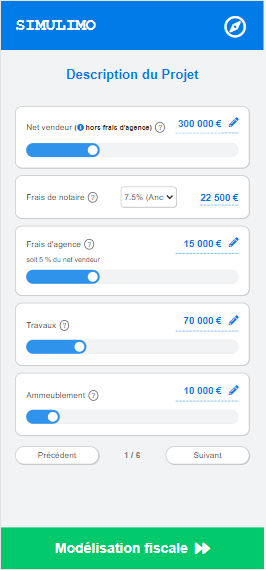 SIMULIMO
Description du Projet
Net vendeur (i hors frais d'agence) ? 300 000 €
Frais de notaire ? 7.5% (Anc 22 500 €
Frais d'agence ? 15 000 €
soit 5 % du net vendeur
Travaux ? 70 000 €
Ammeublement ? 10 000 €
Précédent 1 / 6 Suivant
Modélisation fiscale